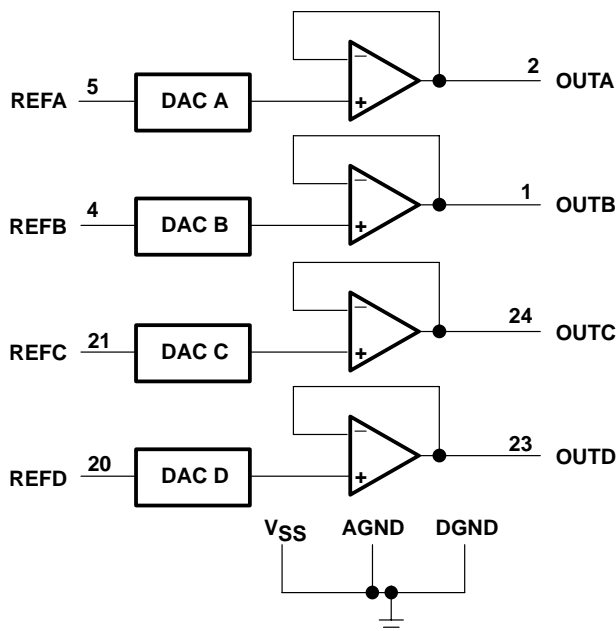 2
OUTA
5
REFA
DAC A
−
+
1
OUTB
4
REFB
DAC B
−
+
24
OUTC
21
REFC
DAC C
−
+
23
OUTD
20
REFD
DAC D
−
+
VSS
AGND
DGND